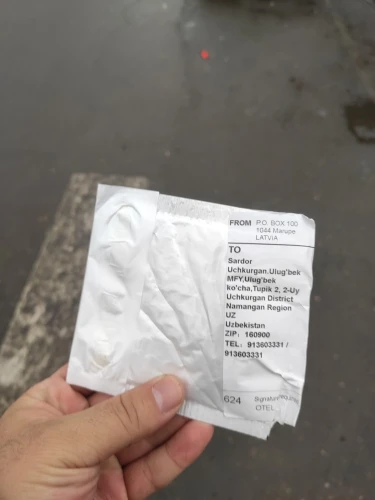 FROM P.O. BOX 100
1044 Marupe
LATVIA
TO
Sardor
Uchkurgan,Ulug'bek
MFY,Ulug'bek
ko'cha,Tupik 2, 2-Uy
Uchkurgan District
Namangan Region
UZ
Uzbekistan
ZIP: 160900
TEL: 913603331 /
913603331
624
OTEL